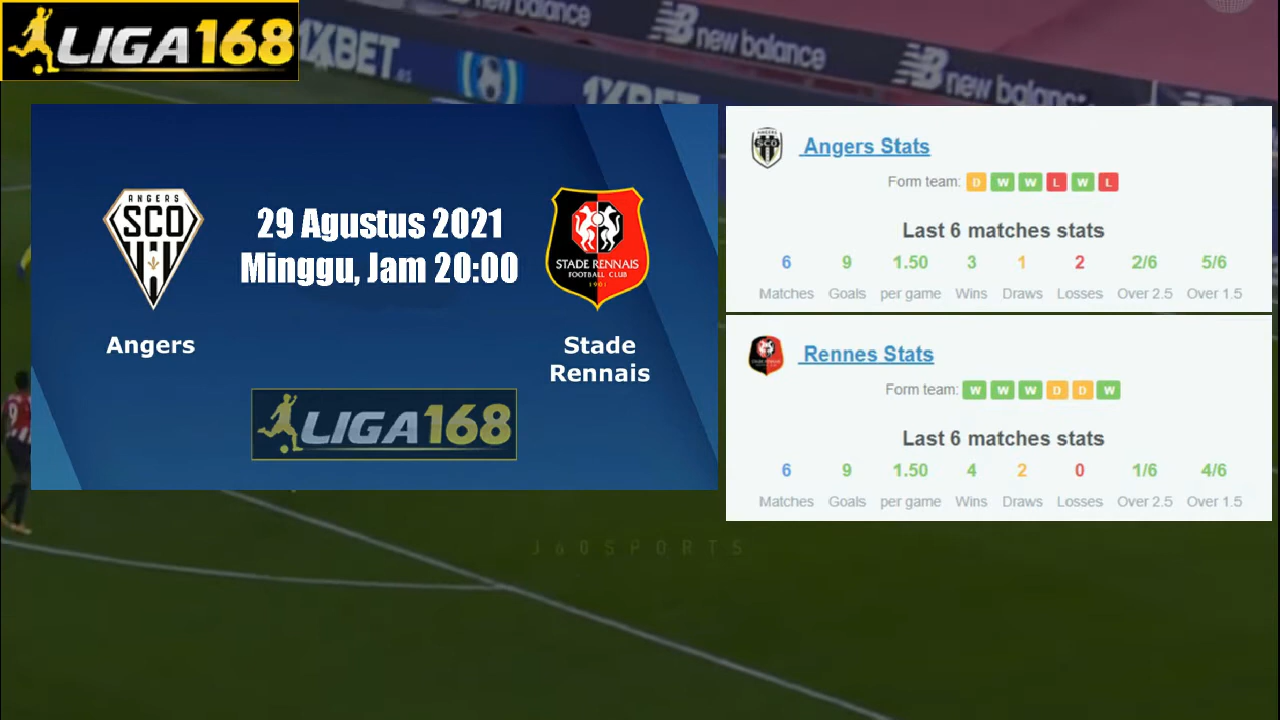 LIGA168
1XBET
new balance
new balance
new balance
1XBET
ANGERS
SCO
29 Agustus 2021
Minggu, Jam 20:00
STADE RENNAIS
FOOTBALL CLUB
1901
Angers
Stade
Rennais
LIGA168
Angers Stats
Form team: D W W L W L
Last 6 matches stats
6 9 1.50 3 1 2 2/6 5/6
Matches Goals per game Wins Draws Losses Over 2.5 Over 1.5
Rennes Stats
Form team: W W W D D W
Last 6 matches stats
6 9 1.50 4 2 0 1/6 4/6
Matches Goals per game Wins Draws Losses Over 2.5 Over 1.5
J60SPORTS
9